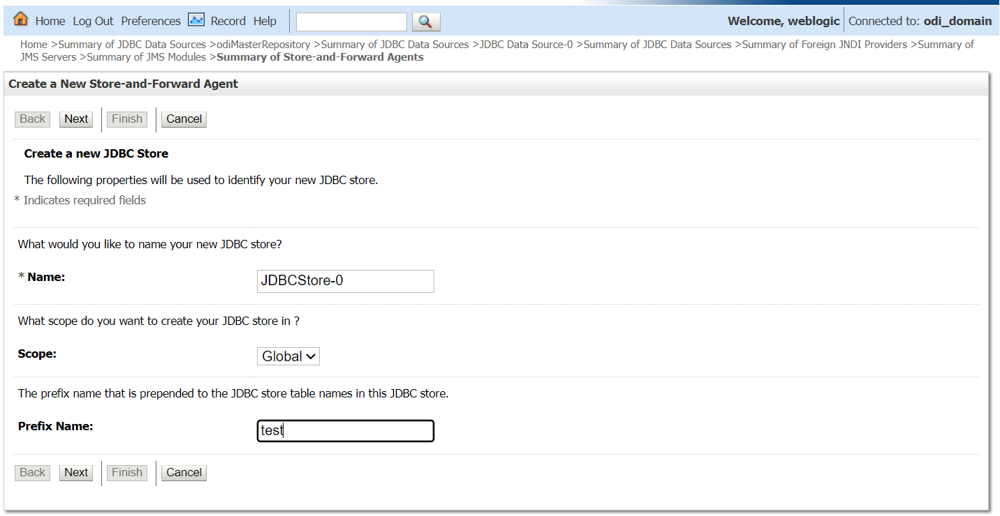 Home Log Out Preferences Record Help Welcome, weblogic Connected to: odi_domain
Home >Summary of JDBC Data Sources >odiMasterRepository >Summary of JDBC Data Sources >JDBC Data Source-0 >Summary of JDBC Data Sources >Summary of Foreign JNDI Providers >Summary of
JMS Servers >Summary of JMS Modules >Summary of Store-and-Forward Agents
Create a New Store-and-Forward Agent
Back Next Finish Cancel
Create a new JDBC Store
The following properties will be used to identify your new JDBC store.
* Indicates required fields
What would you like to name your new JDBC store?
* Name: JDBCStore-0
What scope do you want to create your JDBC store in ?
Scope: Global
The prefix name that is prepended to the JDBC store table names in this JDBC store.
Prefix Name: test
Back Next Finish Cancel